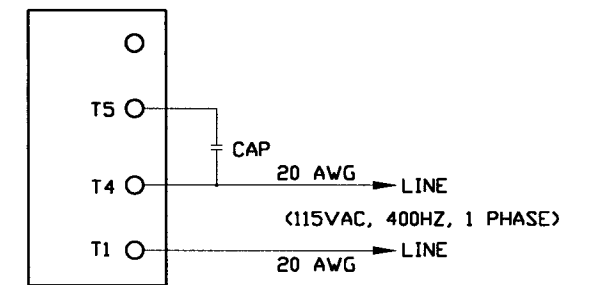 T5
CAP
20 AWG
T4
LINE
(115VAC, 400HZ, 1 PHASE)
T1
LINE
20 AWG